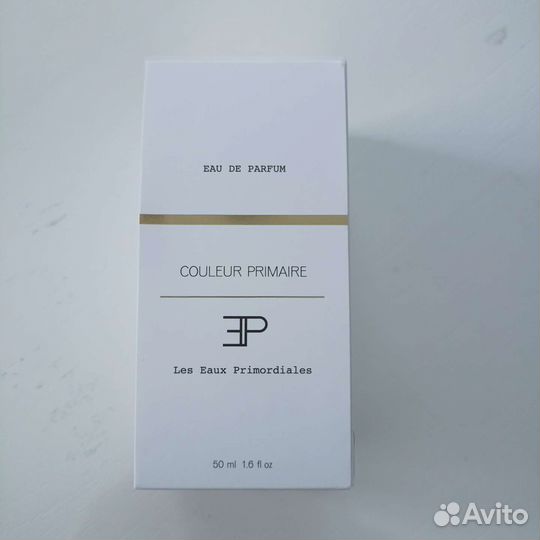 EAU DE PARFUM
COULEUR PRIMAIRE
EP
Les Eaux Primordiales
50 ml 1.6 fl oz
Avito